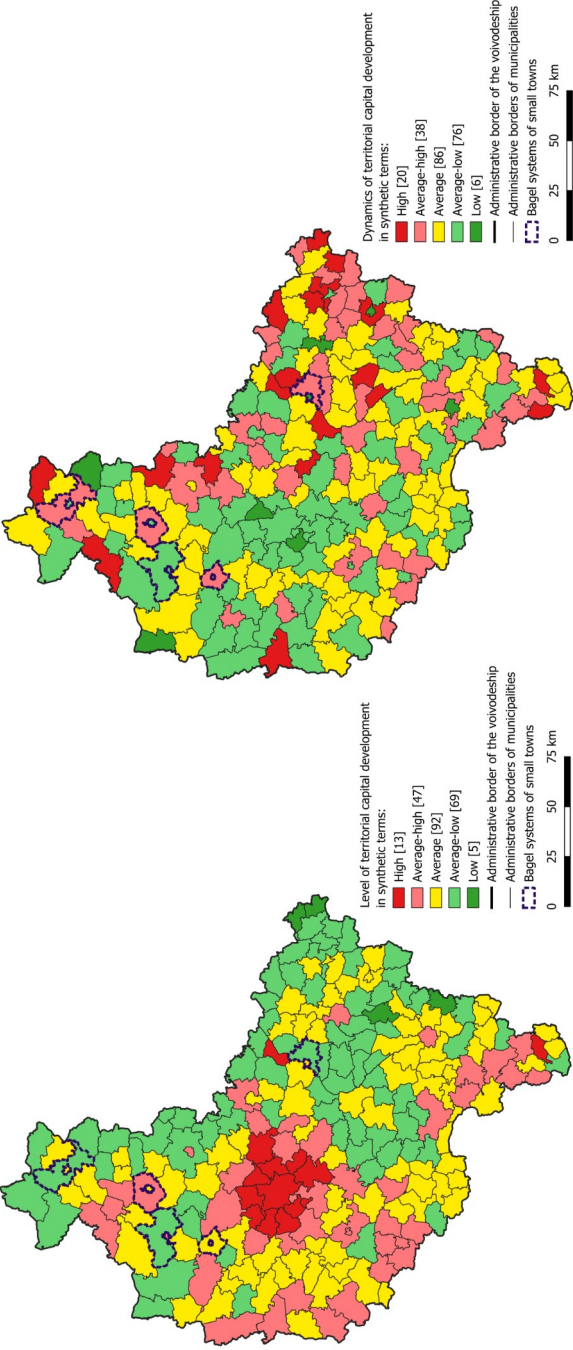 Level of territorial capital development
in synthetic terms:
High [13]
Average-high [47]
Average [92]
Average-low [69]
Low [5]
Administrative border of the voivodeship
Administrative borders of municipalities
Bagel systems of small towns
0 25 50 75 km
Dynamics of territorial capital development
in synthetic terms:
High [20]
Average-high [38]
Average [86]
Average-low [76]
Low [6]
Administrative border of the voivodeship
Administrative borders of municipalities
Bagel systems of small towns
0 25 50 75 km